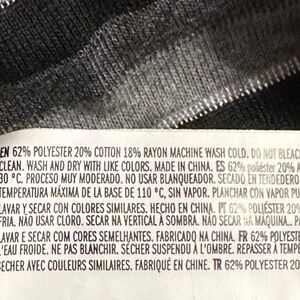 EN 62% POLYESTER 20% COTTON 18% RAYON MACHINE WASH COLD. DO NOT BLEAC
CLEAN. WASH AND DRY WITH LIKE COLORS. MADE IN CHINA. ES 62% poliéster 20% A
30 °C. PROCESO MUY MODERADO. NO USAR BLANQUEADOR. SECADO EN TENDEDERO
TEMPERATURA MÁXIMA DE LA BASE DE 110 °C, SIN VAPOR. PLANCHAR CON VAPOR PU
LAVAR Y SECAR CON COLORES SIMILARES. HECHO EN CHINA. PT 62% POLIÉSTER 20%
FRIA. NÃO CLORO. SECAR NA VERTICAL À SOMBRA. NÃO SECAR NA MÁQUINA. P
LAVAR E SECAR COM CORES SEMELHANTES. FABRICADO NA CHINA. FR 62% POLYESTER
L'EAU FROIDE. NE PAS BLANCHIR. SÉCHER SUSPENDU À L'OMBRE. REPASSER À TEMP
SÉCHER AVEC COULEURS SIMILAIRES. FABRIQUÉ EN CHINE. TR 62% POLYESTER 20